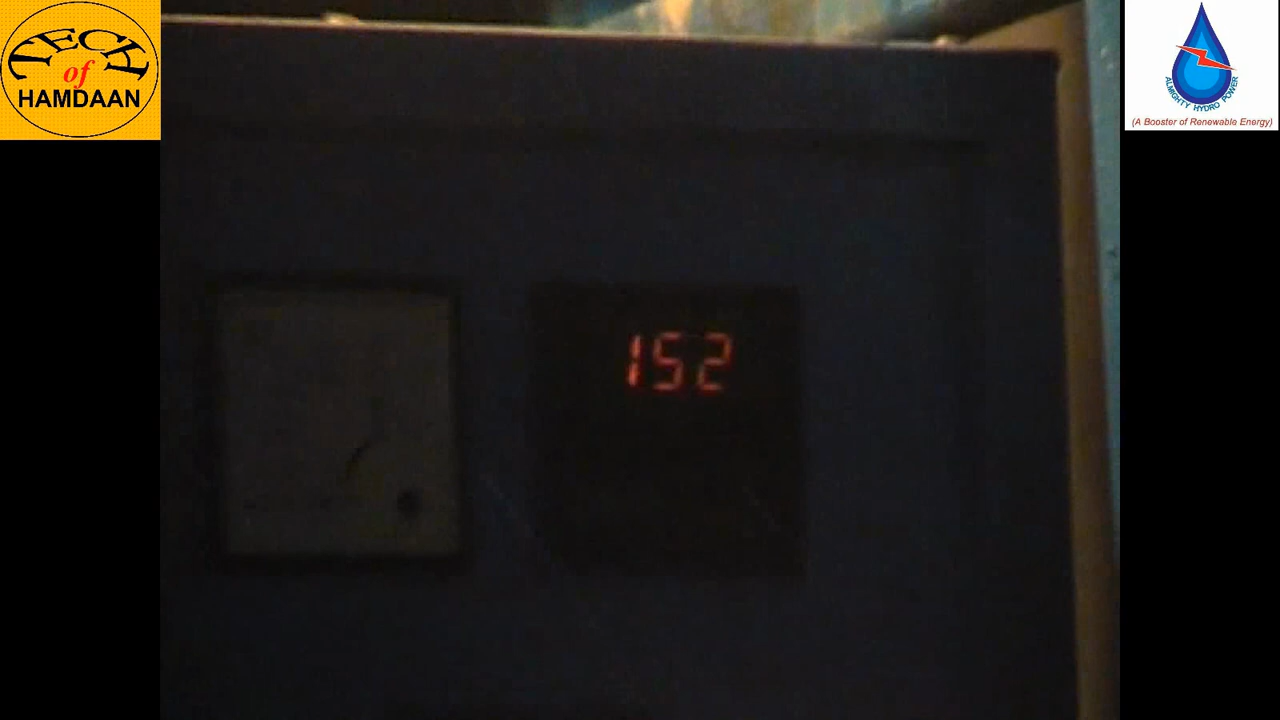 TECH
of
HAMDAAN
152
ALMIGHTY HYDRO POWER
(A Booster of Renewable Energy)